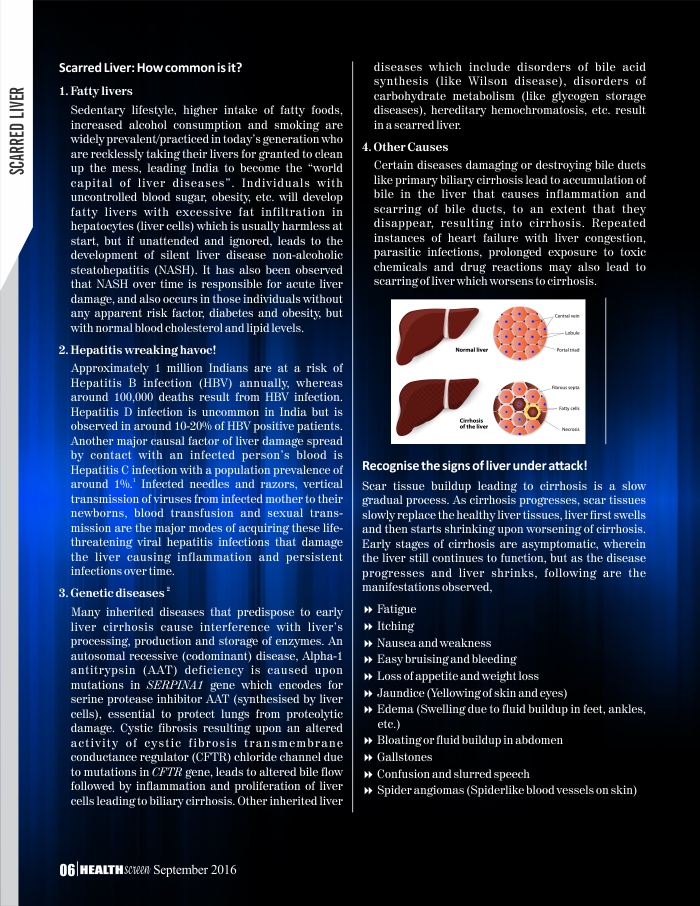 SCARRED LIVER
Scarred Liver: How common is it?
1. Fatty livers
Sedentary lifestyle, higher intake of fatty foods,
increased alcohol consumption and smoking are
widely prevalent/practiced in today's generation who
are recklessly taking their livers for granted to clean
up the mess, leading India to become the "world
capital of liver diseases". Individuals with
uncontrolled blood sugar, obesity, etc. will develop
fatty livers with excessive fat infiltration in
hepatocytes (liver cells) which is usually harmless at
start, but if unattended and ignored, leads to the
development of silent liver disease non-alcoholic
steatohepatitis (NASH). It has also been observed
that NASH over time is responsible for acute liver
damage, and also occurs in those individuals without
any apparent risk factor, diabetes and obesity, but
with normal blood cholesterol and lipid levels.
2. Hepatitis wreaking havoc!
Approximately 1 million Indians are at a risk of
Hepatitis B infection (HBV) annually, whereas
around 100,000 deaths result from HBV infection.
Hepatitis D infection is uncommon in India but is
observed in around 10-20% of HBV positive patients.
Another major causal factor of liver damage spread
by contact with an infected person's blood is
Hepatitis C infection with a population prevalence of
around 1%.¹ Infected needles and razors, vertical
transmission of viruses from infected mother to their
newborns, blood transfusion and sexual trans-
mission are the major modes of acquiring these life-
threatening viral hepatitis infections that damage
the liver causing inflammation and persistent
infections over time.
3. Genetic diseases ²
Many inherited diseases that predispose to early
liver cirrhosis cause interference with liver's
processing, production and storage of enzymes. An
autosomal recessive (codominant) disease, Alpha-1
antitrypsin (AAT) deficiency is caused upon
mutations in SERPINA1 gene which encodes for
serine protease inhibitor AAT (synthesised by liver
cells), essential to protect lungs from proteolytic
damage. Cystic fibrosis resulting upon an altered
activity of cystic fibrosis transmembrane
conductance regulator (CFTR) chloride channel due
to mutations in CFTR gene, leads to altered bile flow
followed by inflammation and proliferation of liver
cells leading to biliary cirrhosis. Other inherited liver
diseases which include disorders of bile acid
synthesis (like Wilson disease), disorders of
carbohydrate metabolism (like glycogen storage
diseases), hereditary hemochromatosis, etc. result
in a scarred liver.
4. Other Causes
Certain diseases damaging or destroying bile ducts
like primary biliary cirrhosis lead to accumulation of
bile in the liver that causes inflammation and
scarring of bile ducts, to an extent that they
disappear, resulting into cirrhosis. Repeated
instances of heart failure with liver congestion,
parasitic infections, prolonged exposure to toxic
chemicals and drug reactions may also lead to
scarring of liver which worsens to cirrhosis.
Central vein
Lobule
Portal triad
Normal liver
Fibrous septa
Fatty cells
Necrosis
Cirrhosis
of the liver
Recognise the signs of liver under attack!
Scar tissue buildup leading to cirrhosis is a slow
gradual process. As cirrhosis progresses, scar tissues
slowly replace the healthy liver tissues, liver first swells
and then starts shrinking upon worsening of cirrhosis.
Early stages of cirrhosis are asymptomatic, wherein
the liver still continues to function, but as the disease
progresses and liver shrinks, following are the
manifestations observed,
Fatigue
Itching
Nausea and weakness
Easy bruising and bleeding
Loss of appetite and weight loss
Jaundice (Yellowing of skin and eyes)
Edema (Swelling due to fluid buildup in feet, ankles,
etc.)
Bloating or fluid buildup in abdomen
Gallstones
Confusion and slurred speech
Spider angiomas (Spiderlike blood vessels on skin)
06 HEALTHscreen September 2016